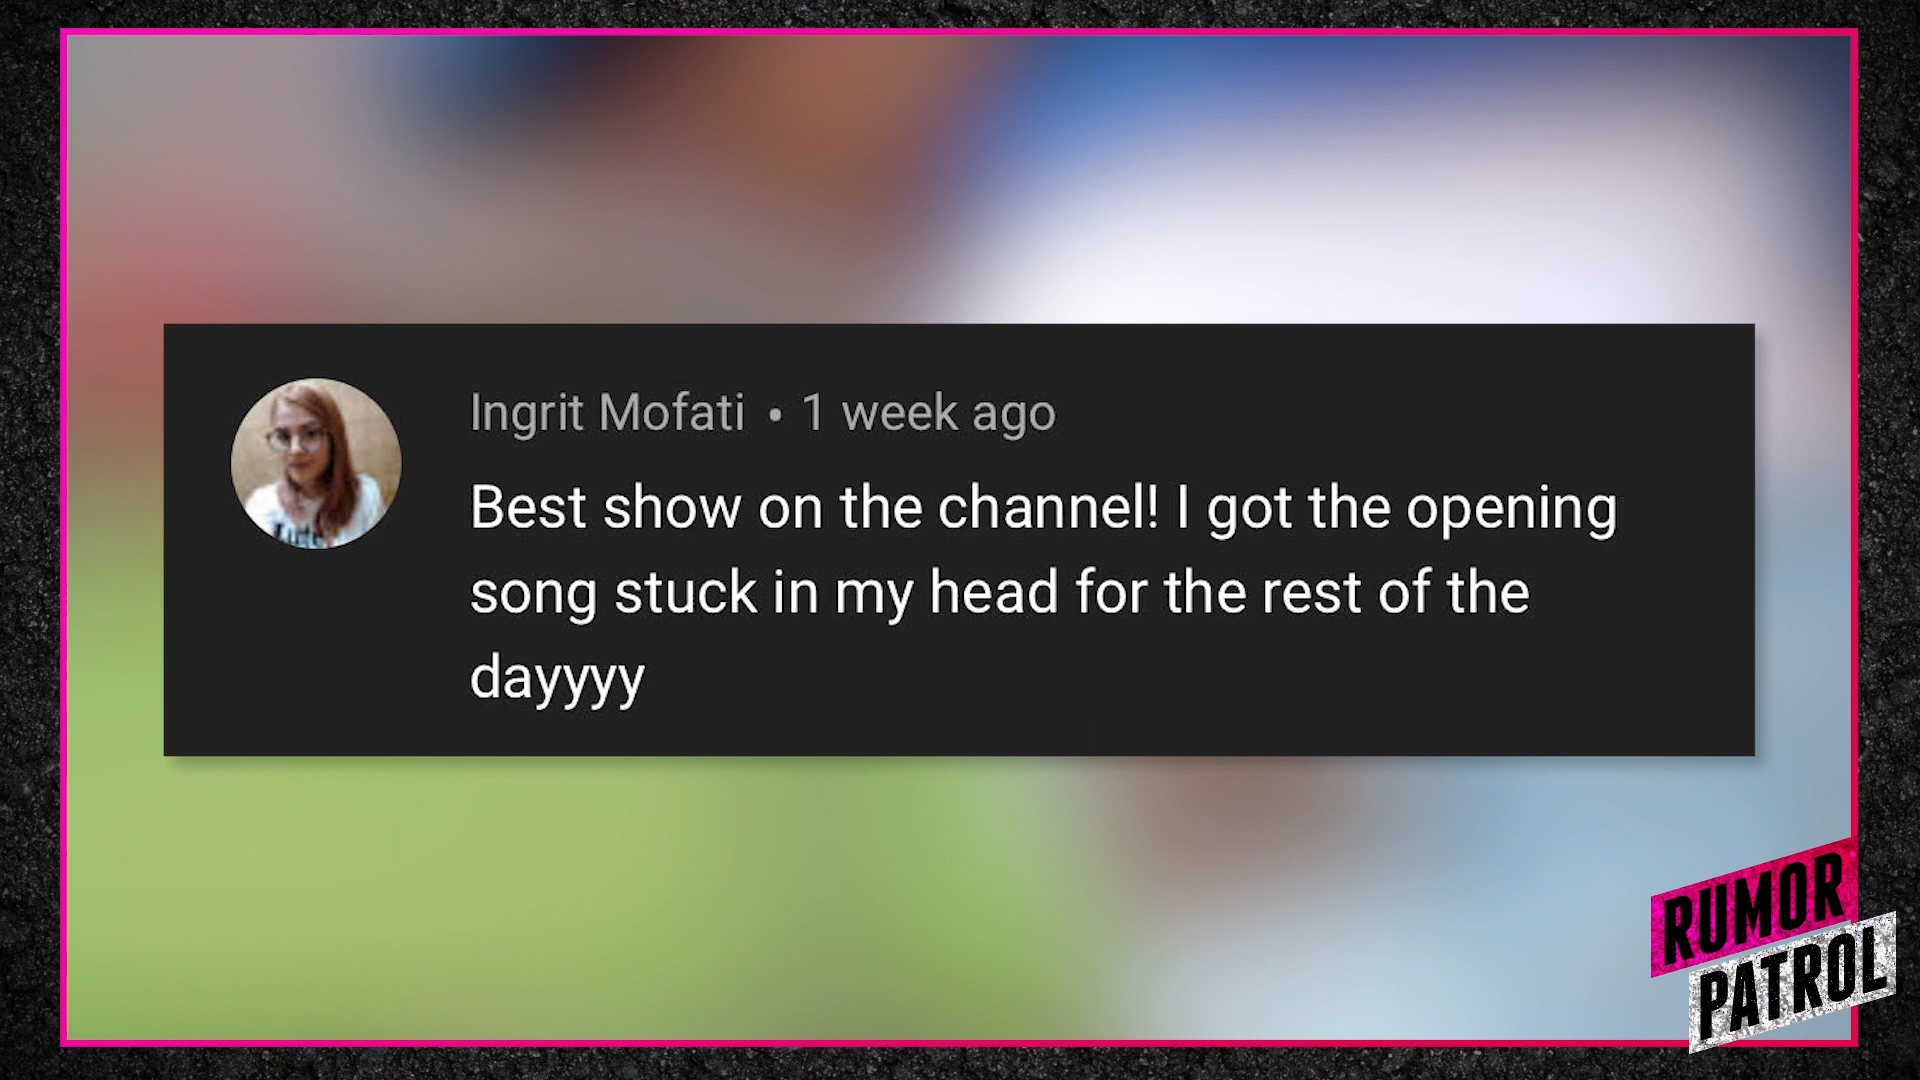 Ingrit Mofati • 1 week ago
Best show on the channel! I got the opening
song stuck in my head for the rest of the
dayyyy
RUMOR
PATROL